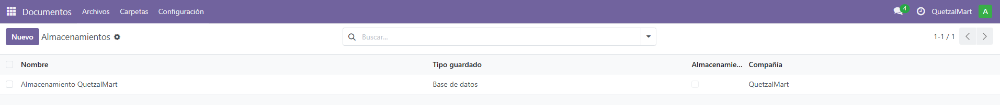 Documentos Archivos Carpetas Configuración 4 QuetzalMart A
Nuevo Almacenamientos Buscar... 1-1 / 1
Nombre Tipo guardado Almacenamie... Compañía
Almacenamiento QuetzalMart Base de datos QuetzalMart